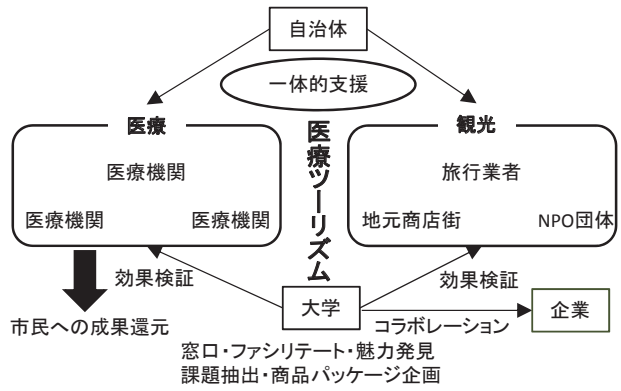 自治体
一体的支援
医療
観光
医療ツーリズム
医療機関
旅行業者
医療機関
医療機関
地元商店街
NPO団体
効果検証
効果検証
大学
企業
市民への成果還元
コラボレーション
窓口・ファシリテート・魅力発見
課題抽出・商品パッケージ企画